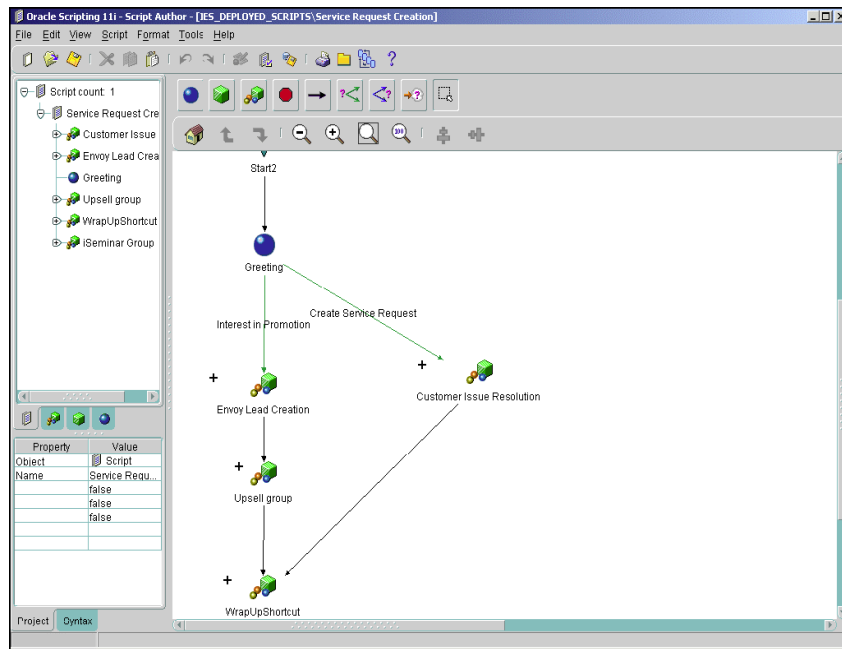 Oracle Scripting 11i - Script Author - [IES_DEPLOYED_SCRIPTS\Service Request Creation]
File Edit View Script Format Tools Help
Script count: 1
Service Request Cre
Customer Issue
Envoy Lead Crea
Greeting
Upsell group
WrapUpShortcut
iSeminar Group
Property Value
Object Script
Name Service Requ...
false
false
false
Project Oyntax
100
Start2
Greeting
Create Service Request
Interest in Promotion
Customer Issue Resolution
Envoy Lead Creation
Upsell group
WrapUpShortcut